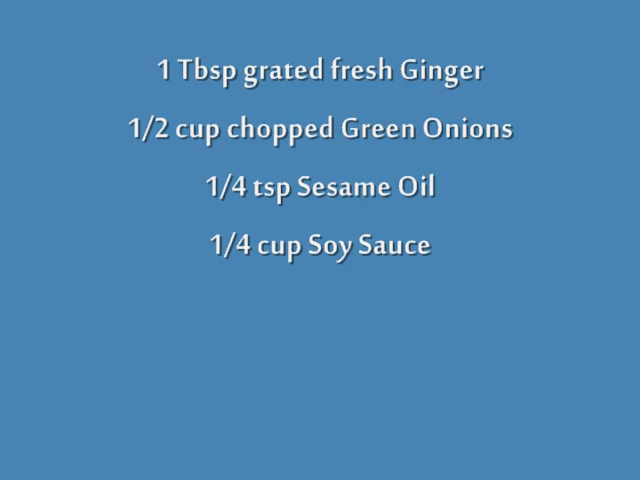 1 Tbsp grated fresh Ginger
1/2 cup chopped Green Onions
1/4 tsp Sesame Oil
1/4 cup Soy Sauce